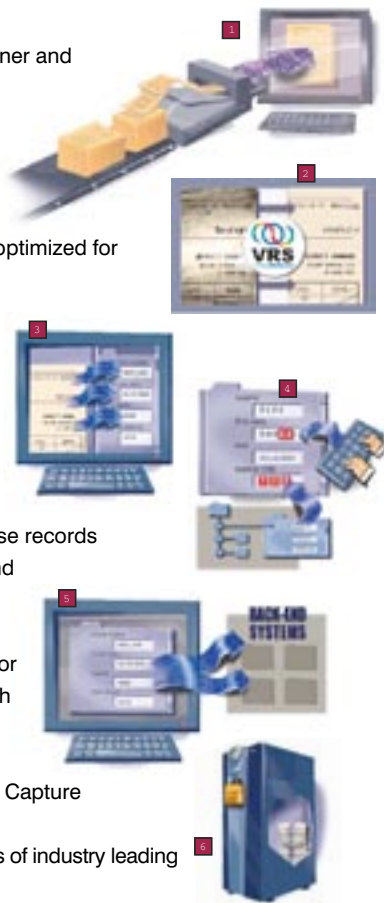 1
ner and
2
optimized for
VRS
3
4
se records
nd
5
BACK-END
SYSTEMS
or
h
Capture
6
s of industry leading